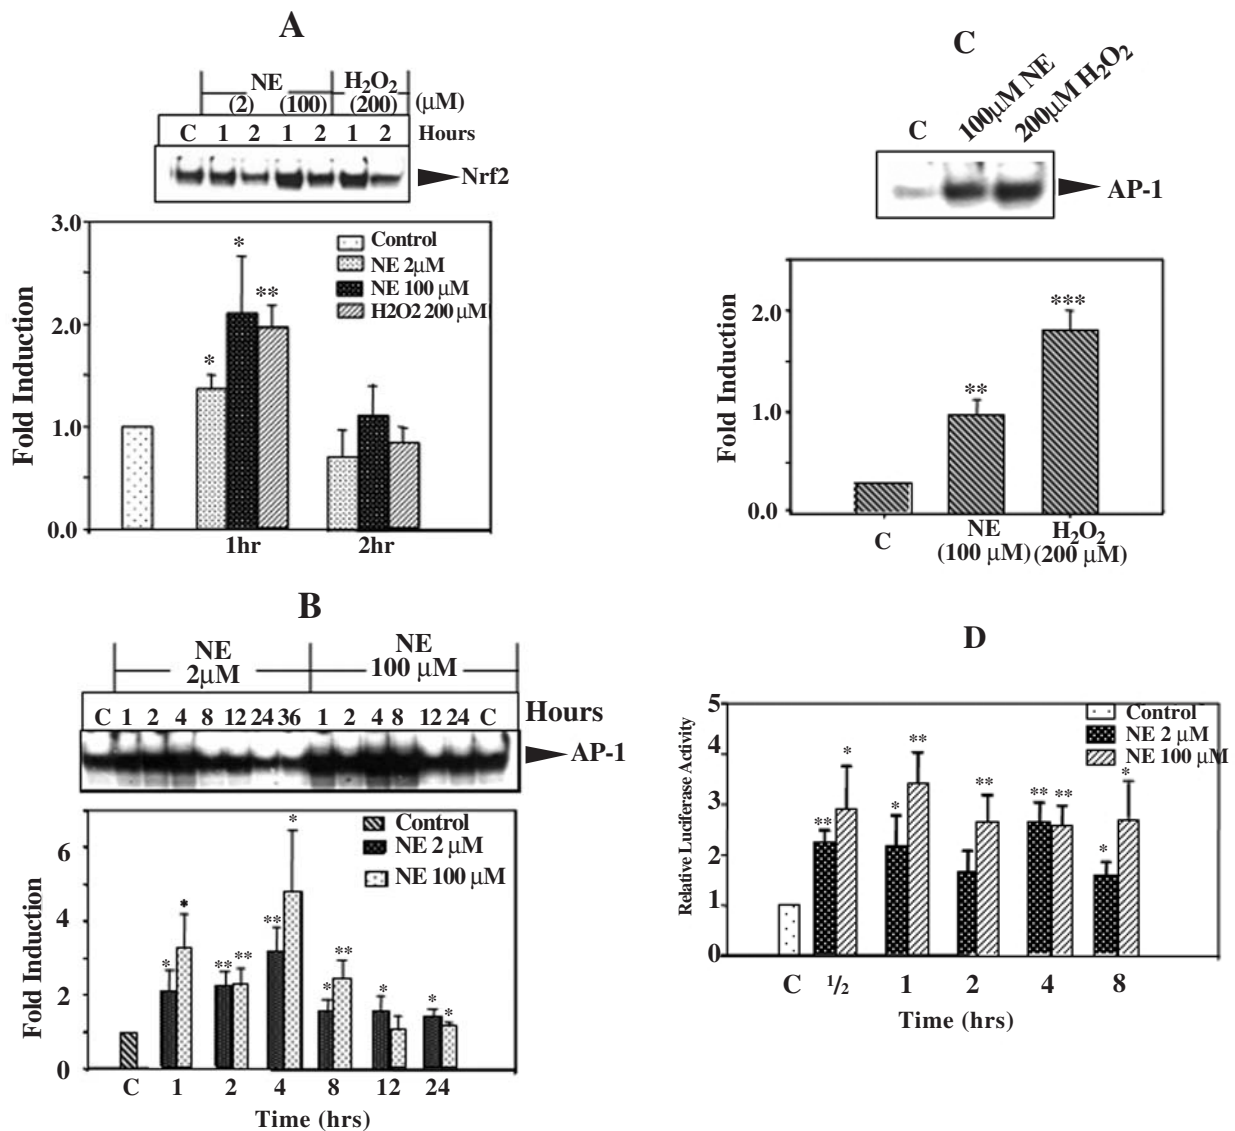 A
NE H₂O₂
(2) (100) (200) (μM)
C 1 2 1 2 1 2 Hours
Nrf2
3.0
2.0
1.0
0.0
Fold Induction
Control
NE 2μM
NE 100 μM
H2O2 200 μM
*
*
**
1hr 2hr
B
NE 2μM
NE 100 μM
C 1 2 4 8 12 24 36 1 2 4 8 12 24 C Hours
AP-1
6
4
2
0
Fold Induction
Control
NE 2 μM
NE 100 μM
* * ** ** ** * * ** * * *
C 1 2 4 8 12 24
Time (hrs)
C
C 100μM NE 200μM H₂O₂
AP-1
2.0
1.0
0.0
Fold Induction
**
***
C NE H₂O₂
(100 μM) (200 μM)
D
5
4
3
2
1
0
Relative Luciferase Activity
Control
NE 2 μM
NE 100 μM
** * * ** ** ** ** * *
C 1/2 1 2 4 8
Time (hrs)